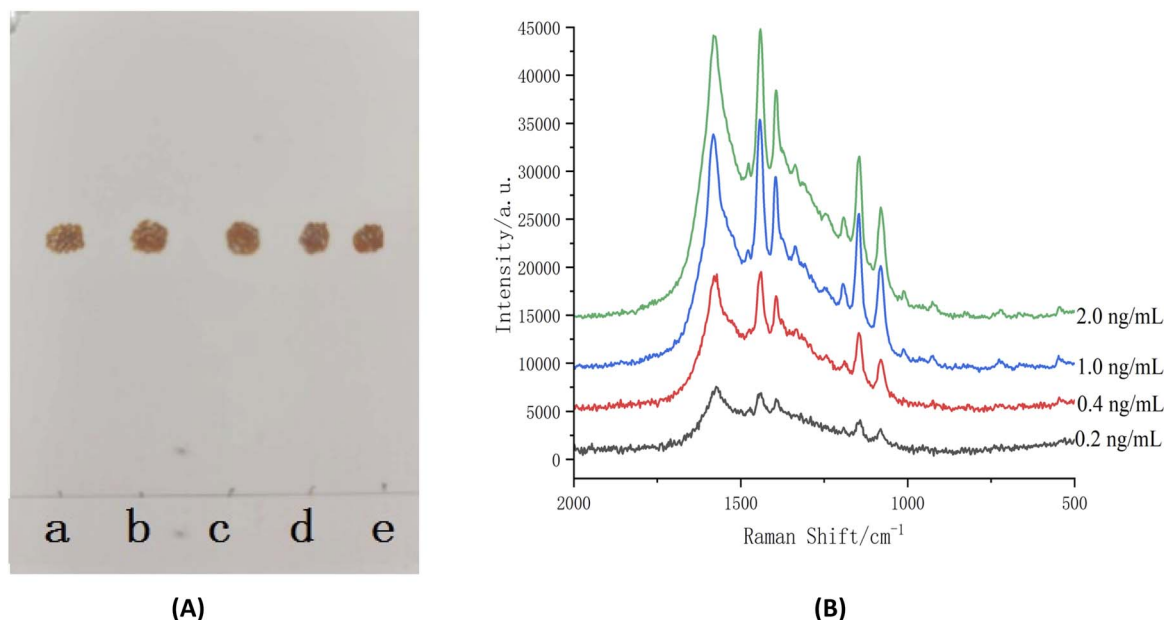 a b c d e
(A)
45000
40000
35000
30000
25000
20000
15000
10000
5000
0
Intensity/a.u.
2.0 ng/mL
1.0 ng/mL
0.4 ng/mL
0.2 ng/mL
2000 1500 1000 500
Raman Shift/cm⁻¹
(B)